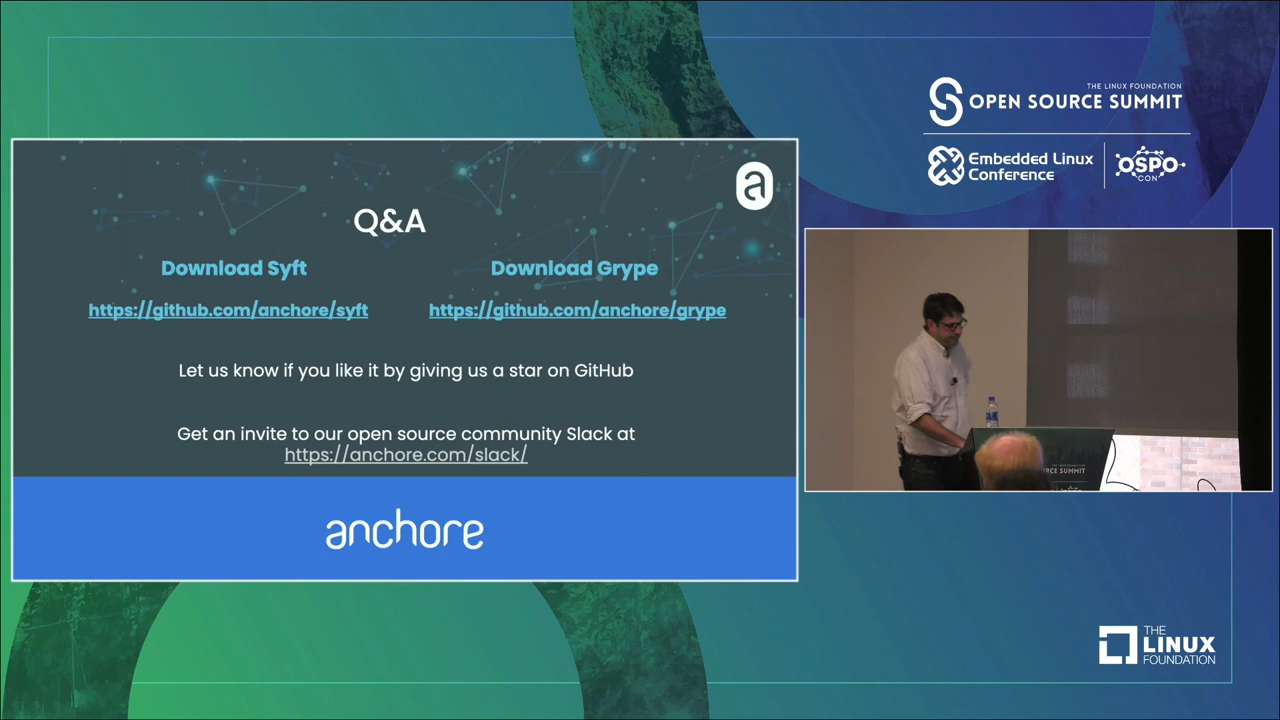 THE LINUX FOUNDATION
OPEN SOURCE SUMMIT
Embedded Linux
Conference
OSPO
CON
a
Q&A
Download Syft
Download Grype
https://github.com/anchore/syft
https://github.com/anchore/grype
Let us know if you like it by giving us a star on GitHub
Get an invite to our open source community Slack at
https://anchore.com/slack/
anchore
SUMMIT
THE
LINUX
FOUNDATION